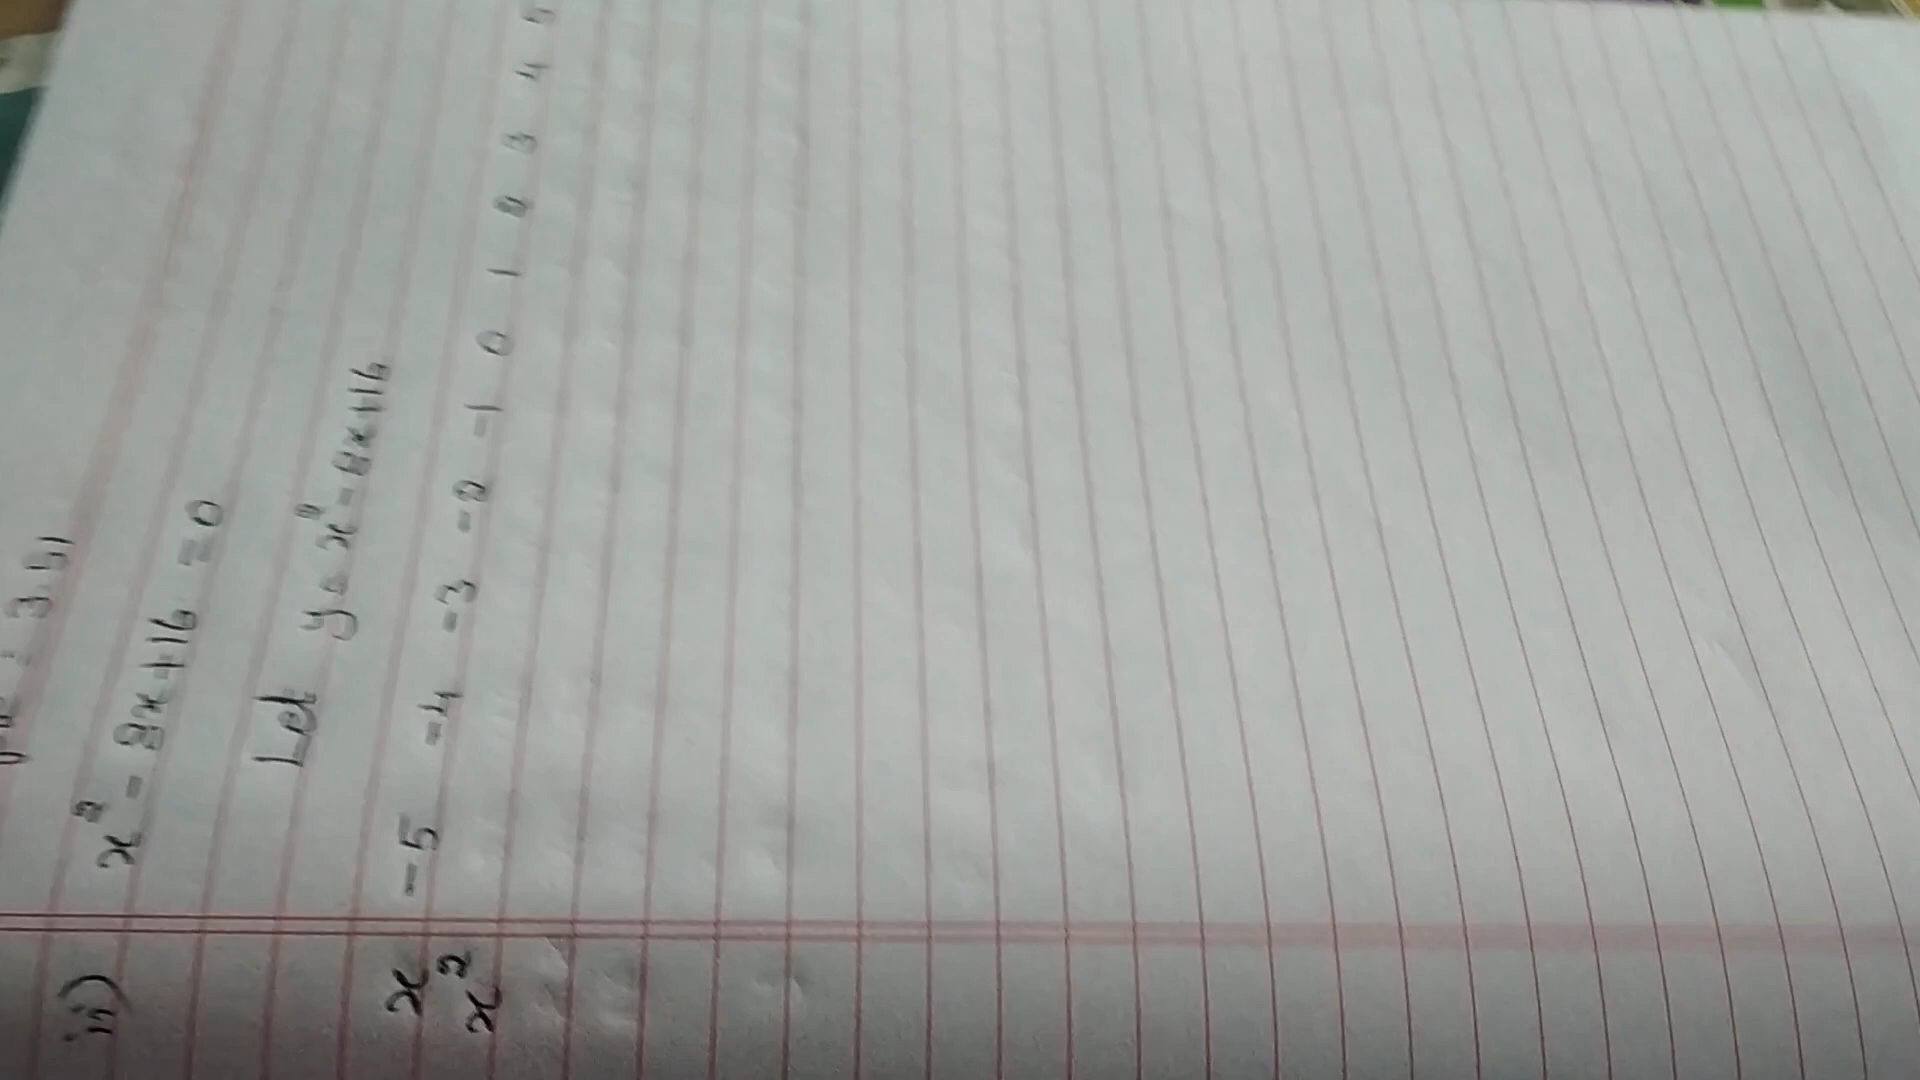 ii) x² - 8x + 16 = 0
Let y = x² - 8x + 16
x -5 -4 -3 -2 -1 0 1 2 3 4 5
x²